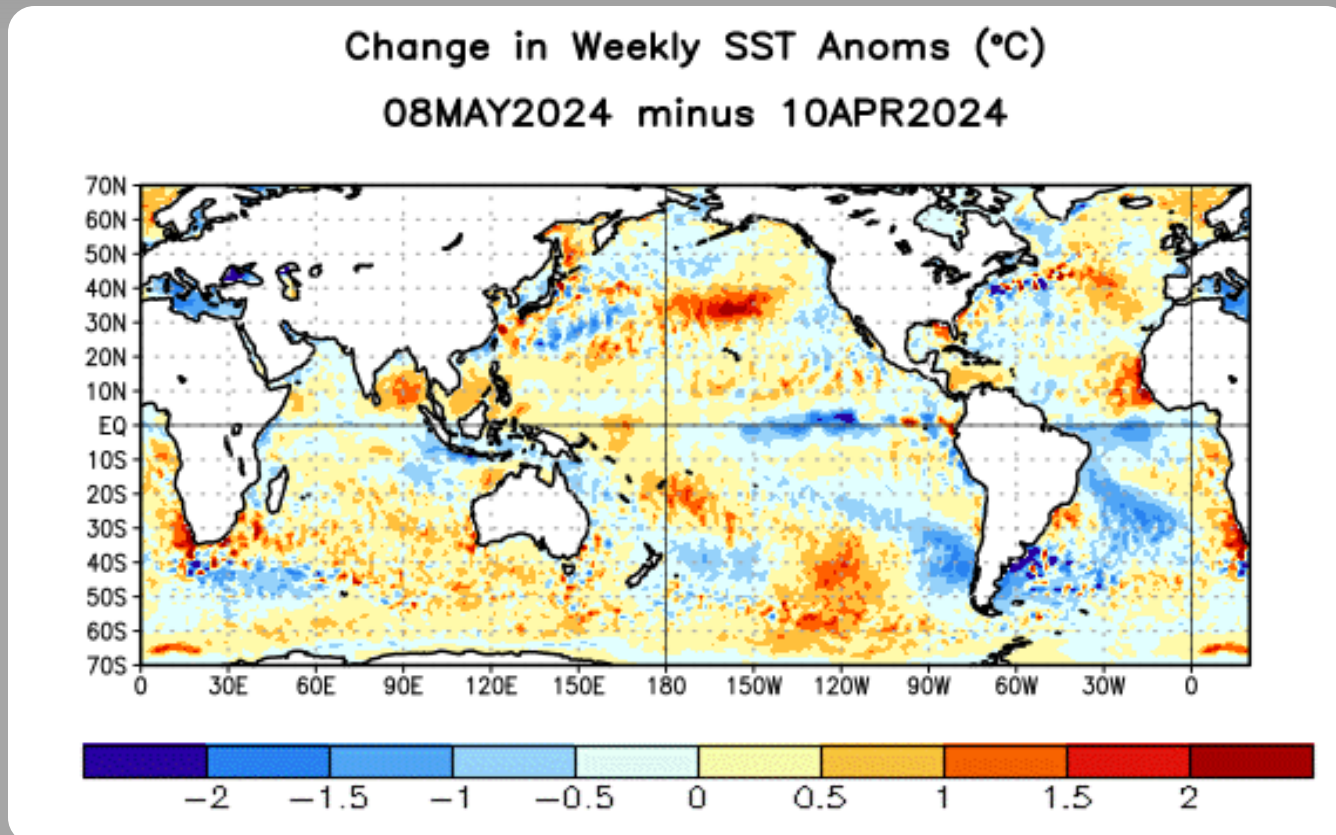 Change in Weekly SST Anoms (°C)
08MAY2024 minus 10APR2024
70N
60N
50N
40N
30N
20N
10N
EQ
10S
20S
30S
40S
50S
60S
70S
0 30E 60E 90E 120E 150E 180 150W 120W 90W 60W 30W 0
−2 −1.5 −1 −0.5 0 0.5 1 1.5 2